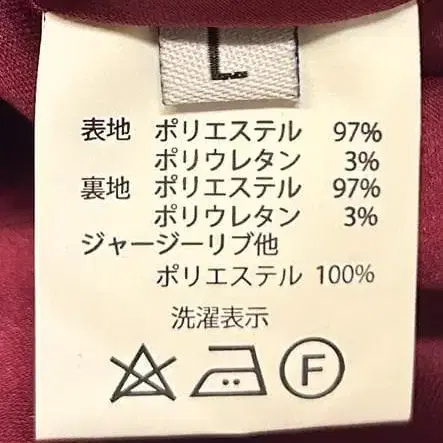 L
表地 ポリエステル 97%
ポリウレタン 3%
裏地 ポリエステル 97%
ポリウレタン 3%
ジャージーリブ他
ポリエステル 100%
洗濯表示
F